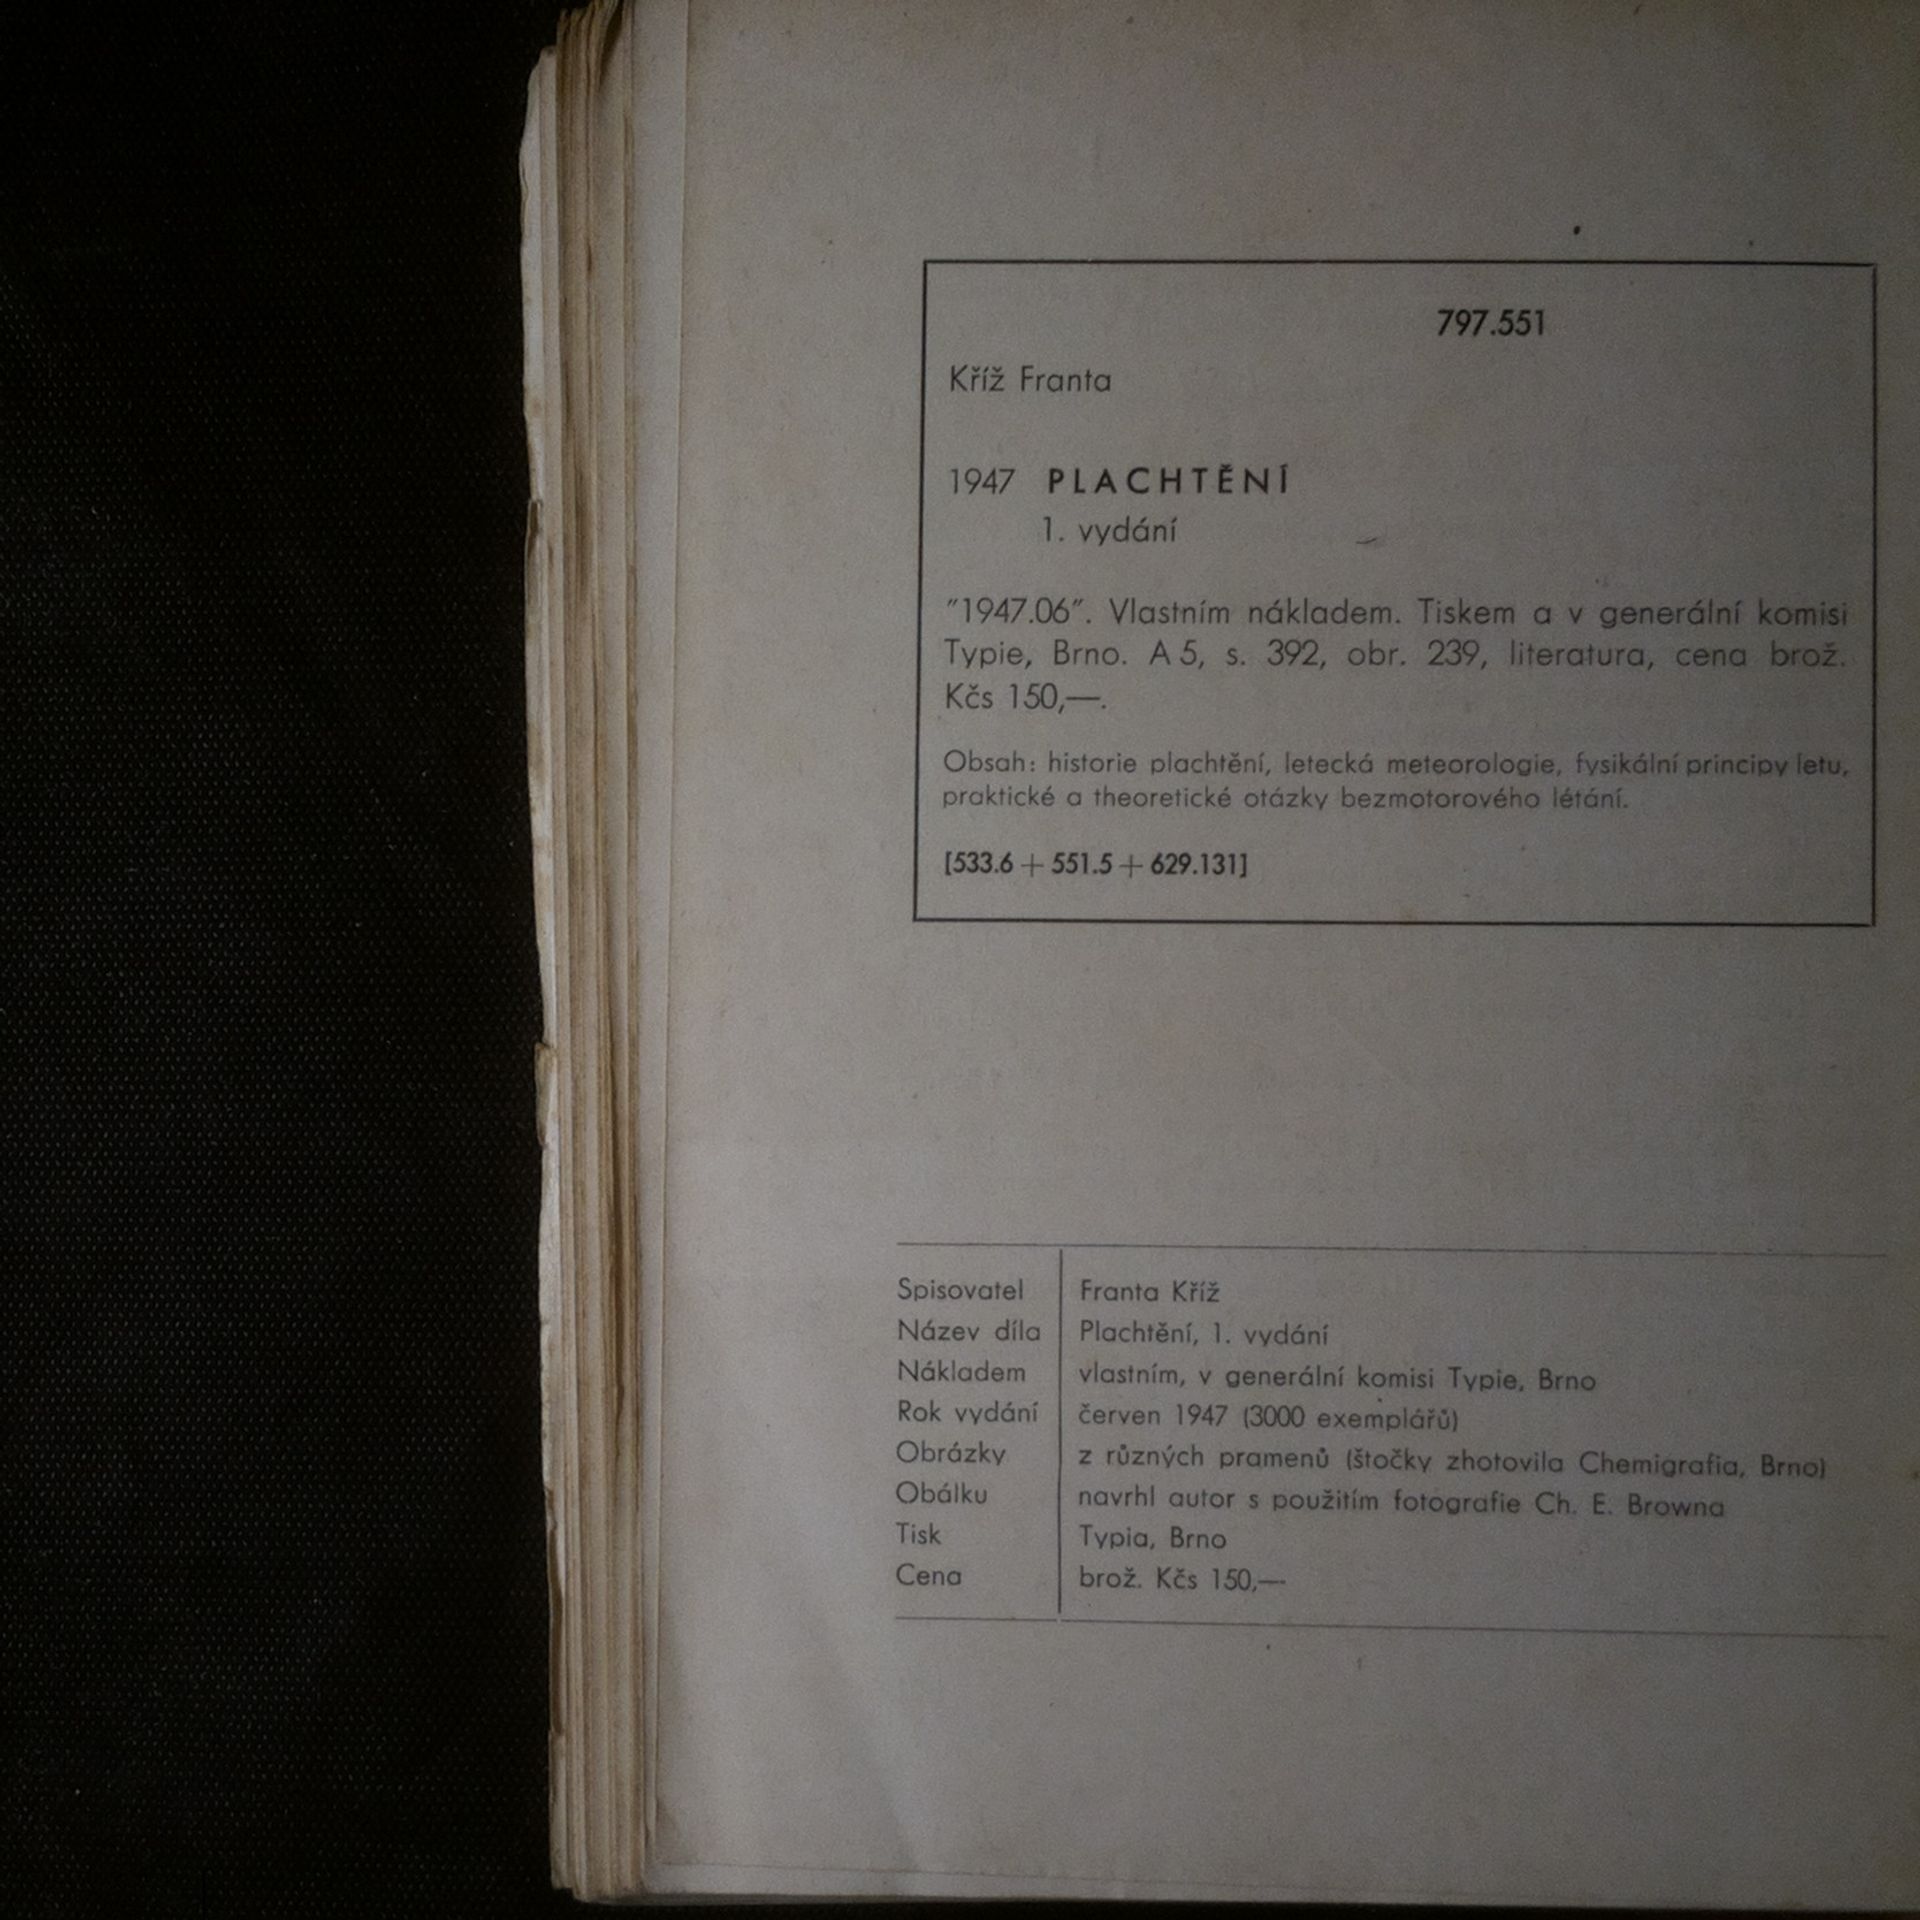 797.551
Kříž Franta
1947 PLACHTĚNÍ
1. vydání
"1947.06". Vlastním nákladem. Tiskem a v generální komisi
Typie, Brno. A 5, s. 392, obr. 239, literatura, cena brož.
Kčs 150,—.
Obsah: historie plachtění, letecká meteorologie, fysikální principy letu,
praktické a theoretické otázky bezmotorového létání.
[533.6 + 551.5 + 629.131]
Spisovatel Franta Kříž
Název díla Plachtění, 1. vydání
Nákladem vlastním, v generální komisi Typie, Brno
Rok vydání červen 1947 (3000 exemplářů)
Obrázky z různých pramenů (štočky zhotovila Chemigrafia, Brno)
Obálku navrhl autor s použitím fotografie Ch. E. Browna
Tisk Typia, Brno
Cena brož. Kčs 150,—